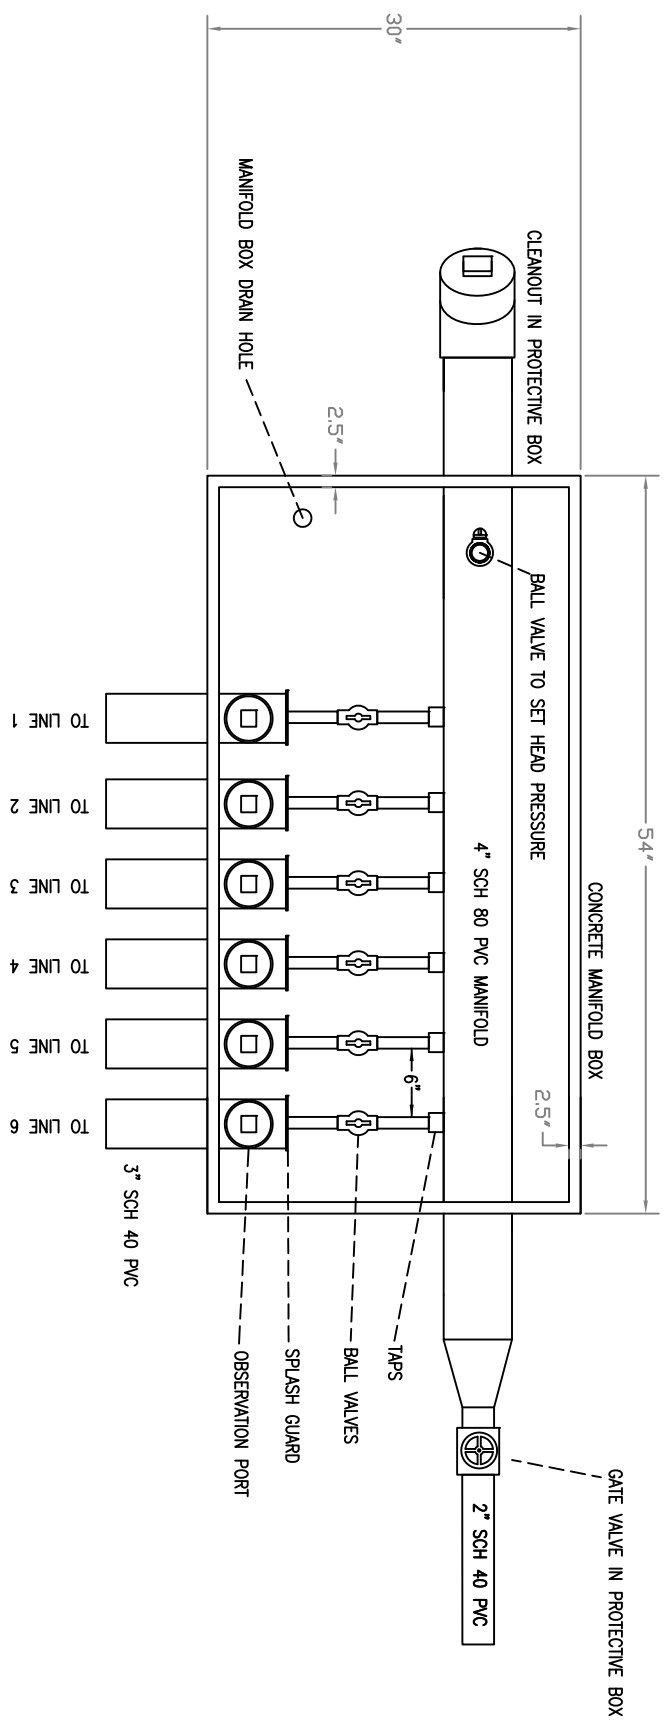 30"
MANIFOLD BOX DRAIN HOLE
CLEANOUT IN PROTECTIVE BOX
2.5"
BALL VALVE TO SET HEAD PRESSURE
54"
4" SCH 80 PVC MANIFOLD
CONCRETE MANIFOLD BOX
2.5"
6"
TO LINE 1
TO LINE 2
TO LINE 3
TO LINE 4
TO LINE 5
TO LINE 6
3" SCH 40 PVC
OBSERVATION PORT
SPLASH GUARD
BALL VALVES
TAPS
2" SCH 40 PVC
GATE VALVE IN PROTECTIVE BOX